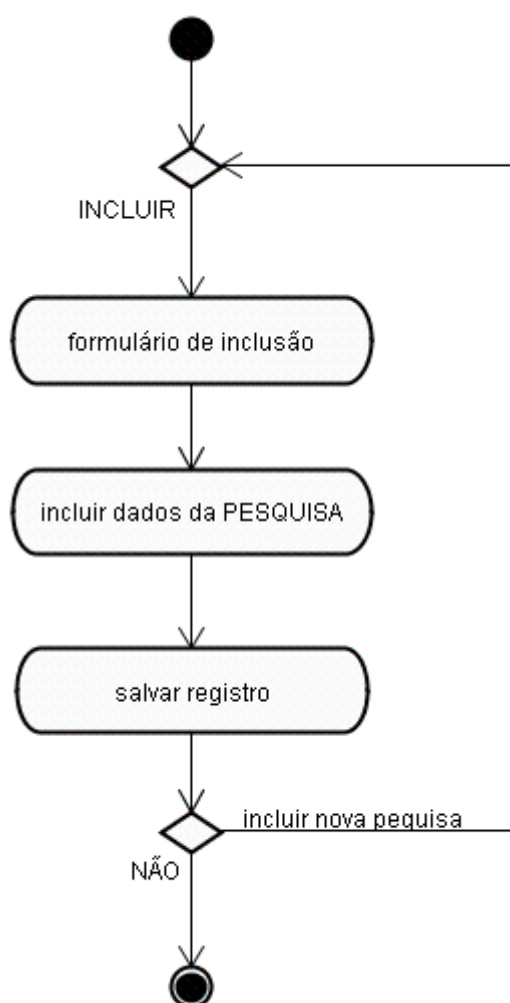 INCLUIR
formulário de inclusão
incluir dados da PESQUISA
salvar registro
incluir nova pequisa
NÃO